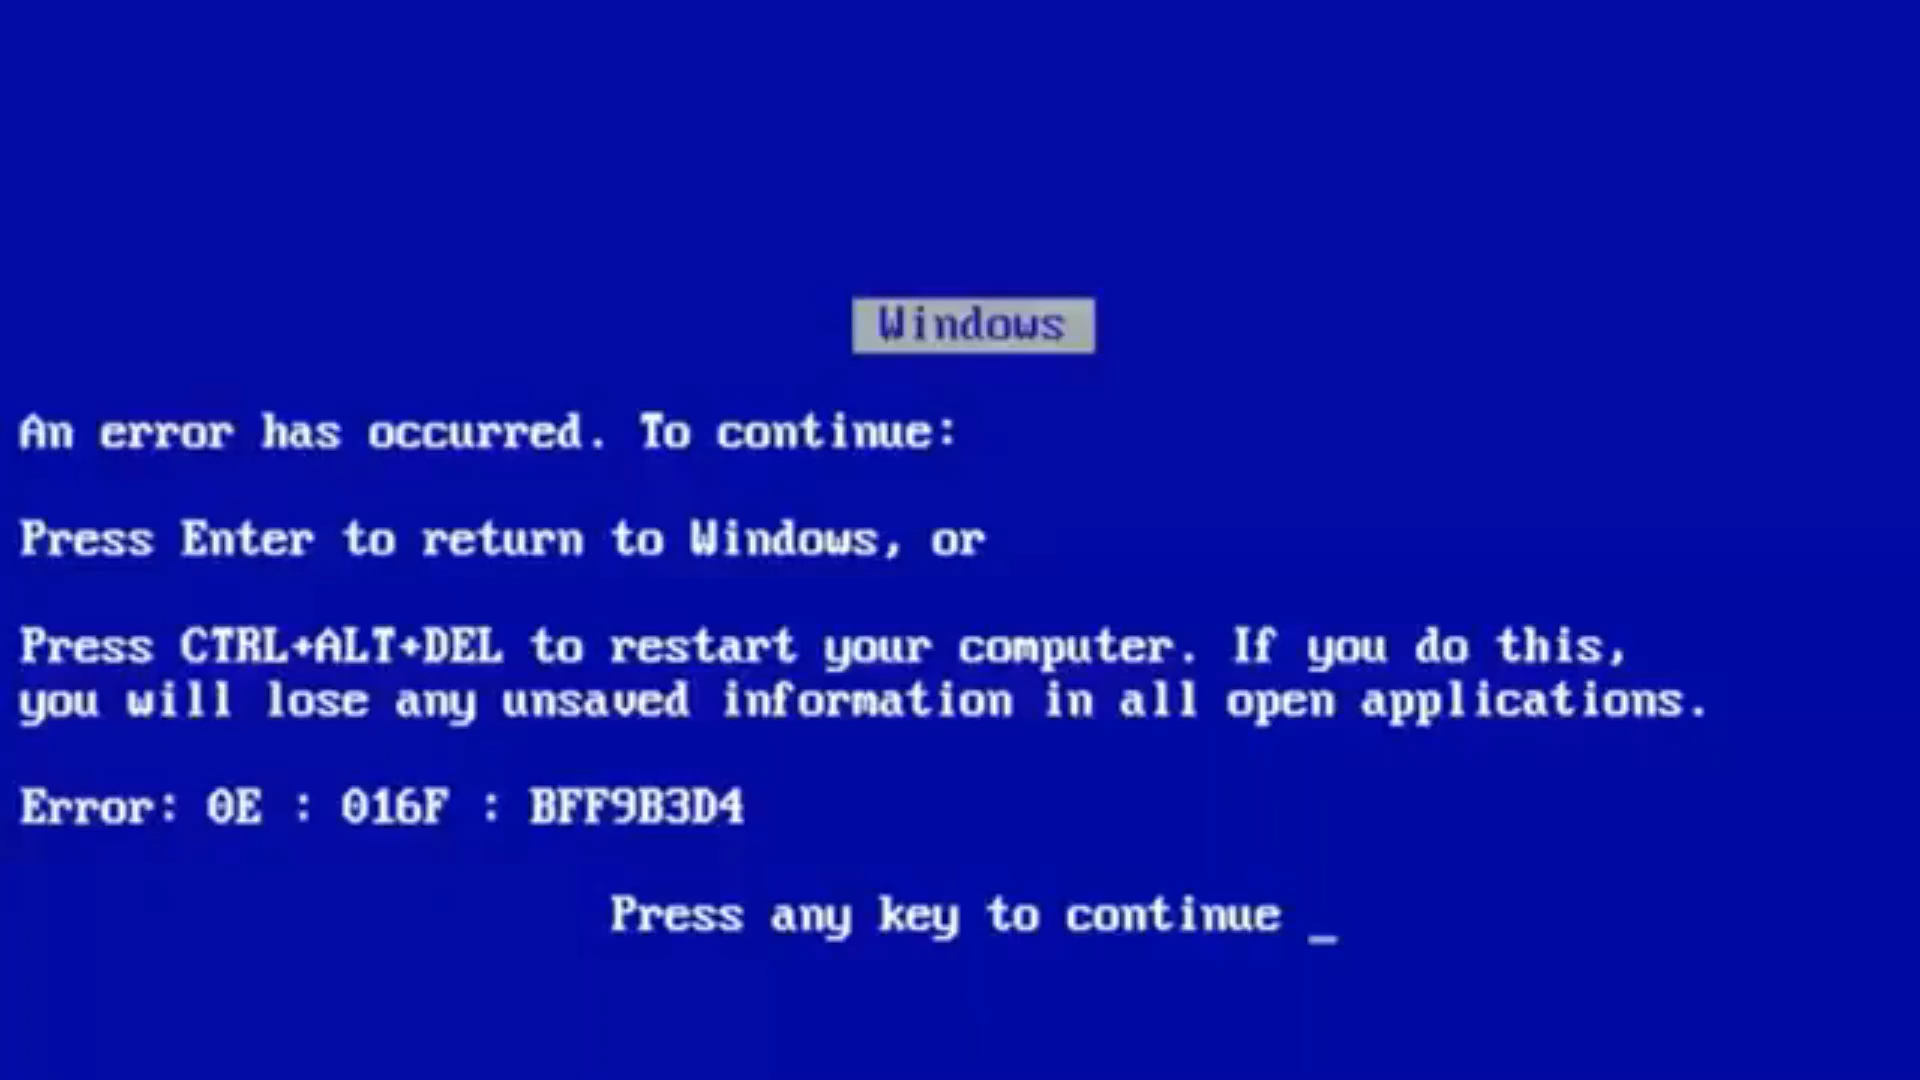 Windows
An error has occurred. To continue:
Press Enter to return to Windows, or
Press CTRL+ALT+DEL to restart your computer. If you do this,
you will lose any unsaved information in all open applications.
Error: 0E : 016F : BFF9B3D4
Press any key to continue _